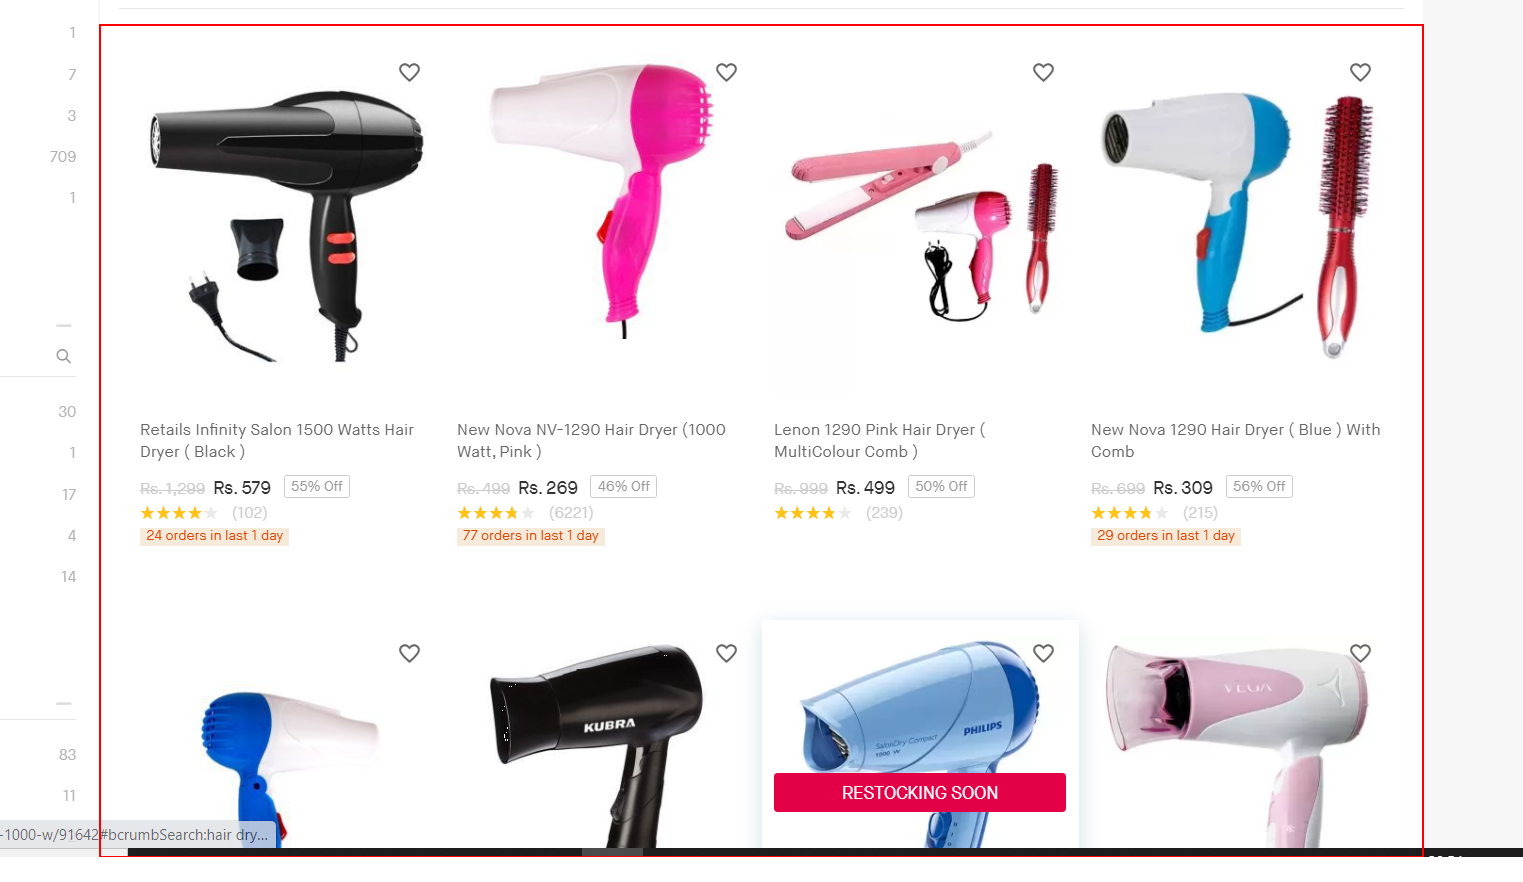 1
7
3
709
1
30
1
17
4
14
83
11
Retails Infinity Salon 1500 Watts Hair
Dryer ( Black )
Rs. 1,299 Rs. 579 55% Off
(102)
24 orders in last 1 day
New Nova NV-1290 Hair Dryer (1000
Watt, Pink )
Rs. 499 Rs. 269 46% Off
(6221)
77 orders in last 1 day
Lenon 1290 Pink Hair Dryer (
MultiColour Comb )
Rs. 999 Rs. 499 50% Off
(239)
New Nova 1290 Hair Dryer ( Blue ) With
Comb
Rs. 699 Rs. 309 56% Off
(215)
29 orders in last 1 day
KUBRA
PHILIPS
SalonDry Compact
1000 W
RESTOCKING SOON
VEGA
-1000-w/91642#bcrumbSearch:hair dry...